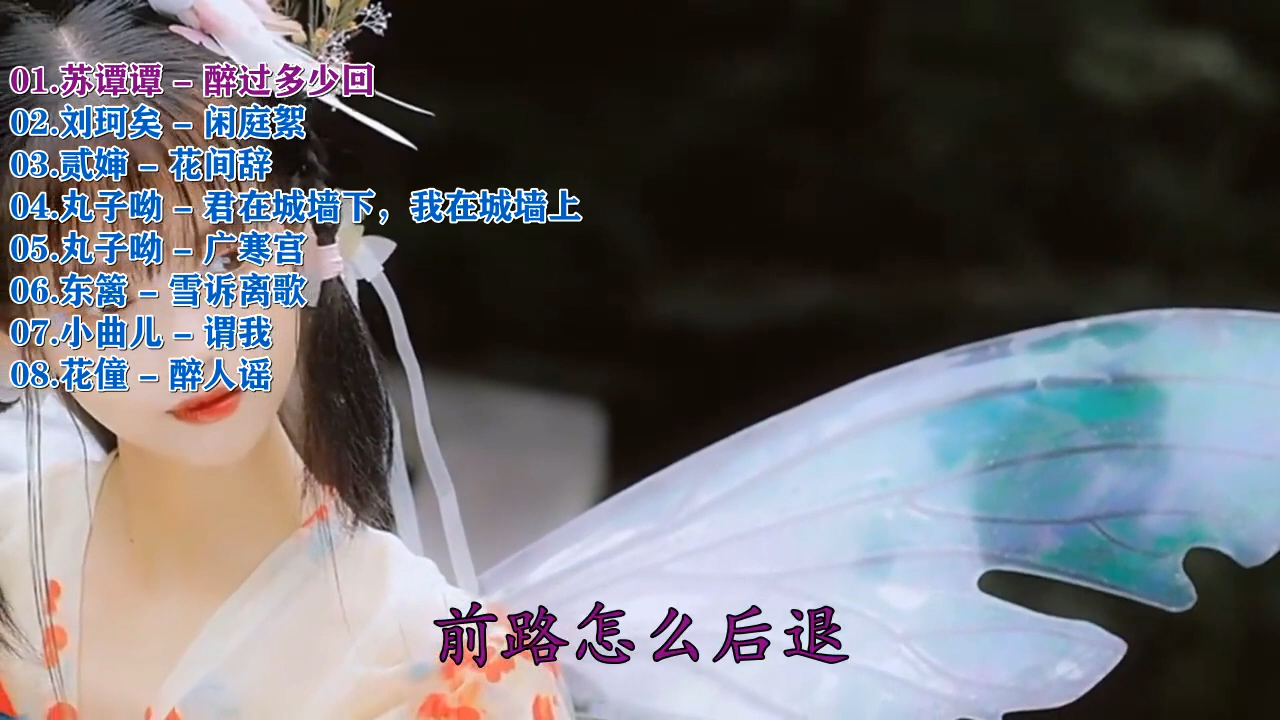 01.苏谭谭 – 醉过多少回
02.刘珂矣 – 闲庭絮
03.贰婶 – 花间辞
04.丸子呦 – 君在城墙下，我在城墙上
05.丸子呦 – 广寒宫
06.东篱 – 雪诉离歌
07.小曲儿 – 谓我
08.花僮 – 醉人谣
前路怎么后退